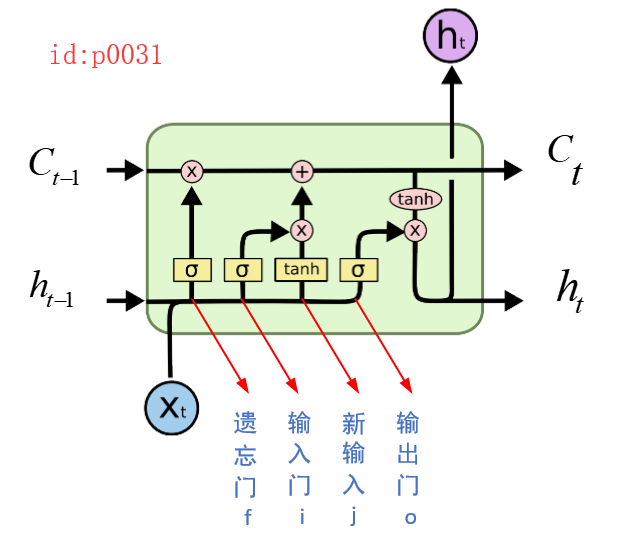 h_t
id:p0031
C_{t-1}
x
+
C_t
tanh
x
x
σ
σ
tanh
σ
h_{t-1}
h_t
x_t
遗忘门 f
输入门 i
新输入 j
输出门 o